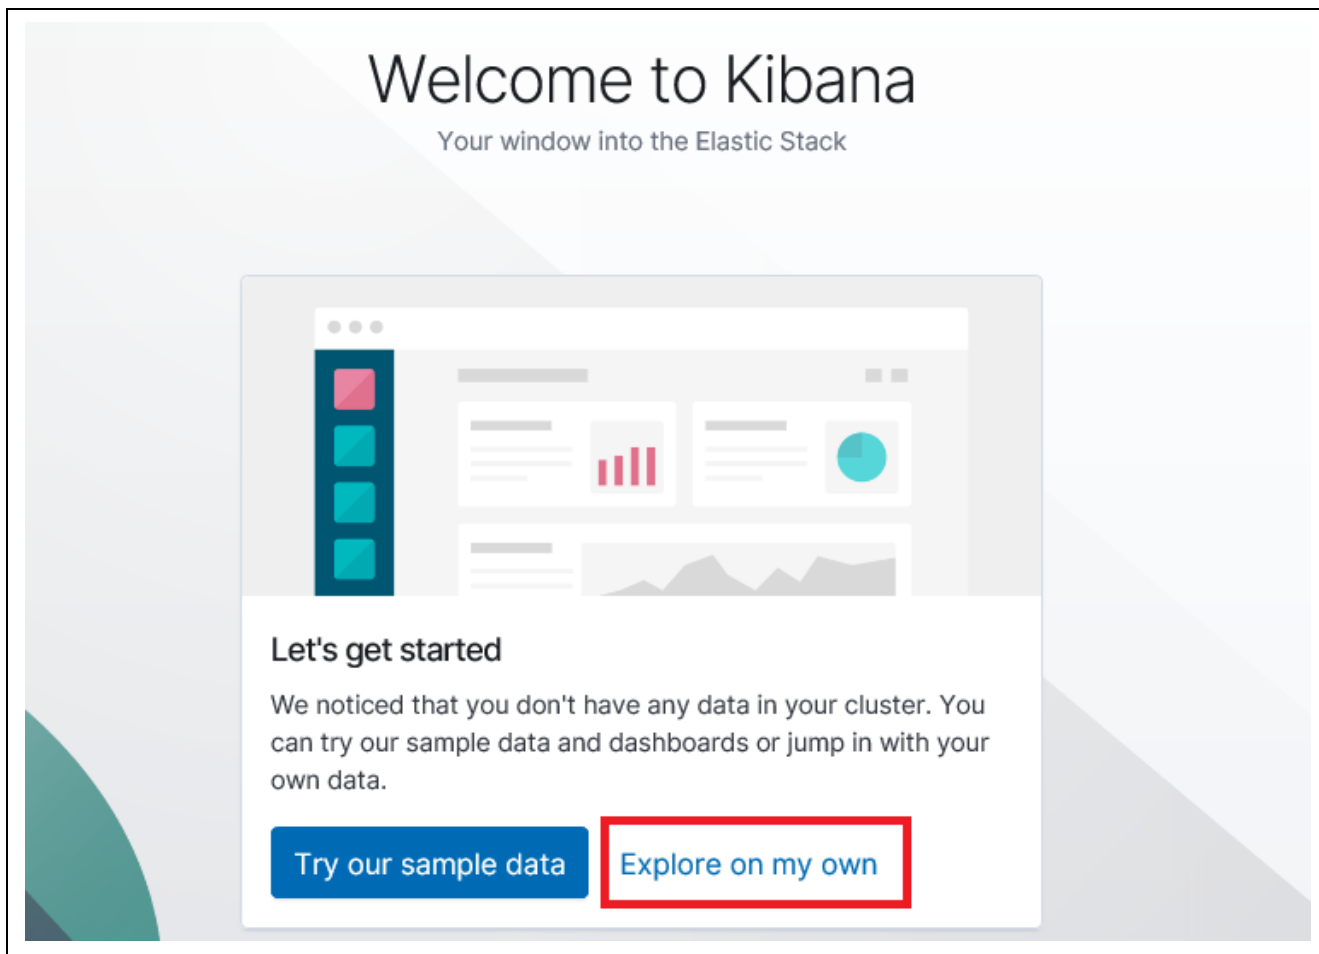 Welcome to Kibana
Your window into the Elastic Stack
Let's get started
We noticed that you don't have any data in your cluster. You
can try our sample data and dashboards or jump in with your
own data.
Try our sample data
Explore on my own